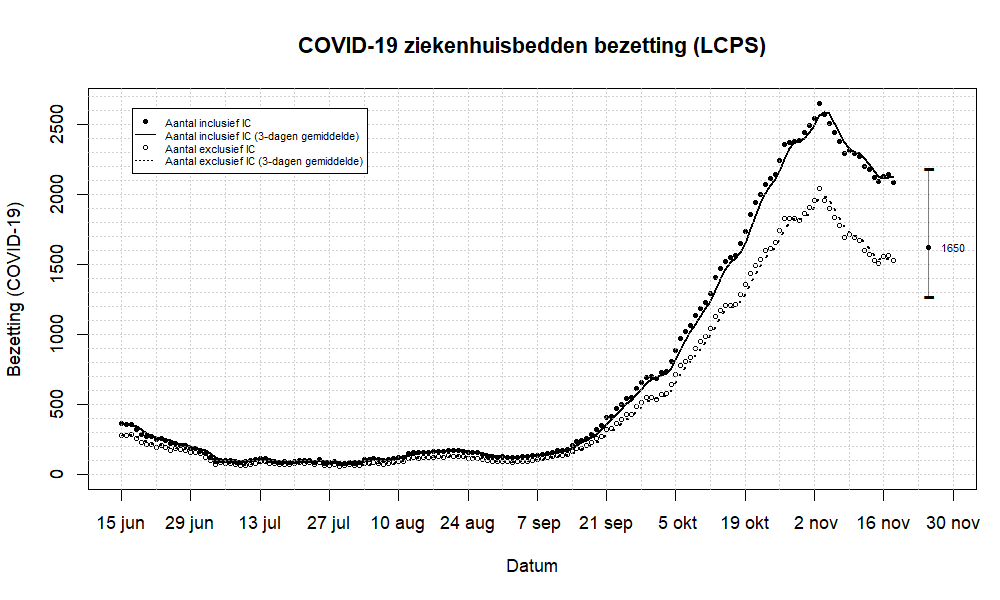 COVID-19 ziekenhuisbedden bezetting (LCPS)
Aantal inclusief IC
Aantal inclusief IC (3-dagen gemiddelde)
Aantal exclusief IC
Aantal exclusief IC (3-dagen gemiddelde)
Bezetting (COVID-19)
2500
2000
1500
1000
500
0
1650
15 jun 29 jun 13 jul 27 jul 10 aug 24 aug 7 sep 21 sep 5 okt 19 okt 2 nov 16 nov 30 nov
Datum